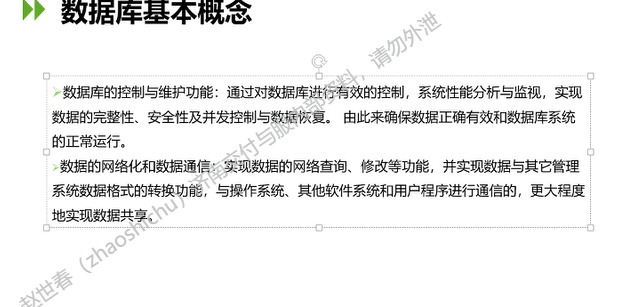 数据库基本概念
数据库的控制与维护功能：通过对数据库进行有效的控制，系统性能分析与监视，实现
数据的完整性、安全性及并发控制与数据恢复。 由此来确保数据正确有效和数据库系统
的正常运行。
数据的网络化和数据通信：实现数据的网络查询、修改等功能，并实现数据与其它管理
系统数据格式的转换功能，与操作系统、其他软件系统和用户程序进行通信的，更大程度
地实现数据共享。
赵世春（zhaoshichu）济南交付与服内部资料，请勿外泄